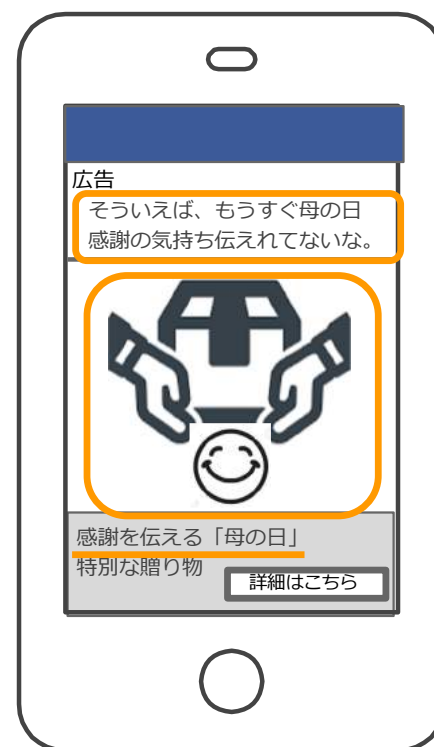 広告
そういえば、もうすぐ母の日
感謝の気持ち伝えれてないな。
感謝を伝える「母の日」
特別な贈り物
詳細はこちら